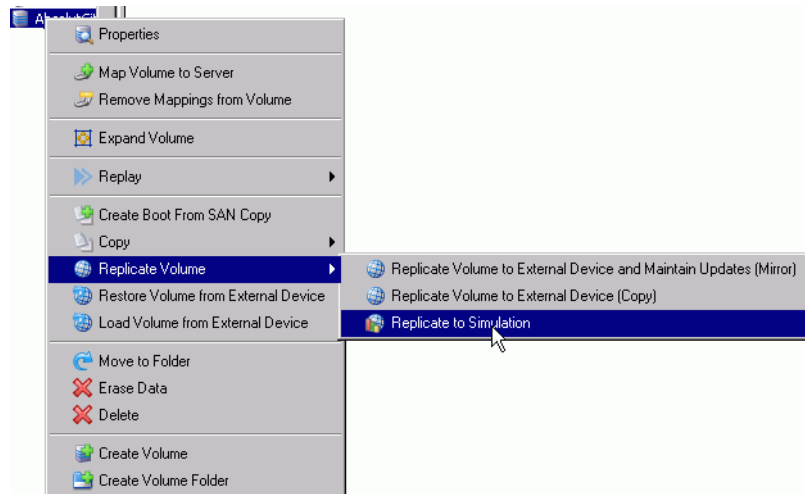 Properties
Map Volume to Server
Remove Mappings from Volume
Expand Volume
Replay
Create Boot From SAN Copy
Copy
Replicate Volume
Restore Volume from External Device
Load Volume from External Device
Move to Folder
Erase Data
Delete
Create Volume
Create Volume Folder
Replicate Volume to External Device and Maintain Updates (Mirror)
Replicate Volume to External Device (Copy)
Replicate to Simulation